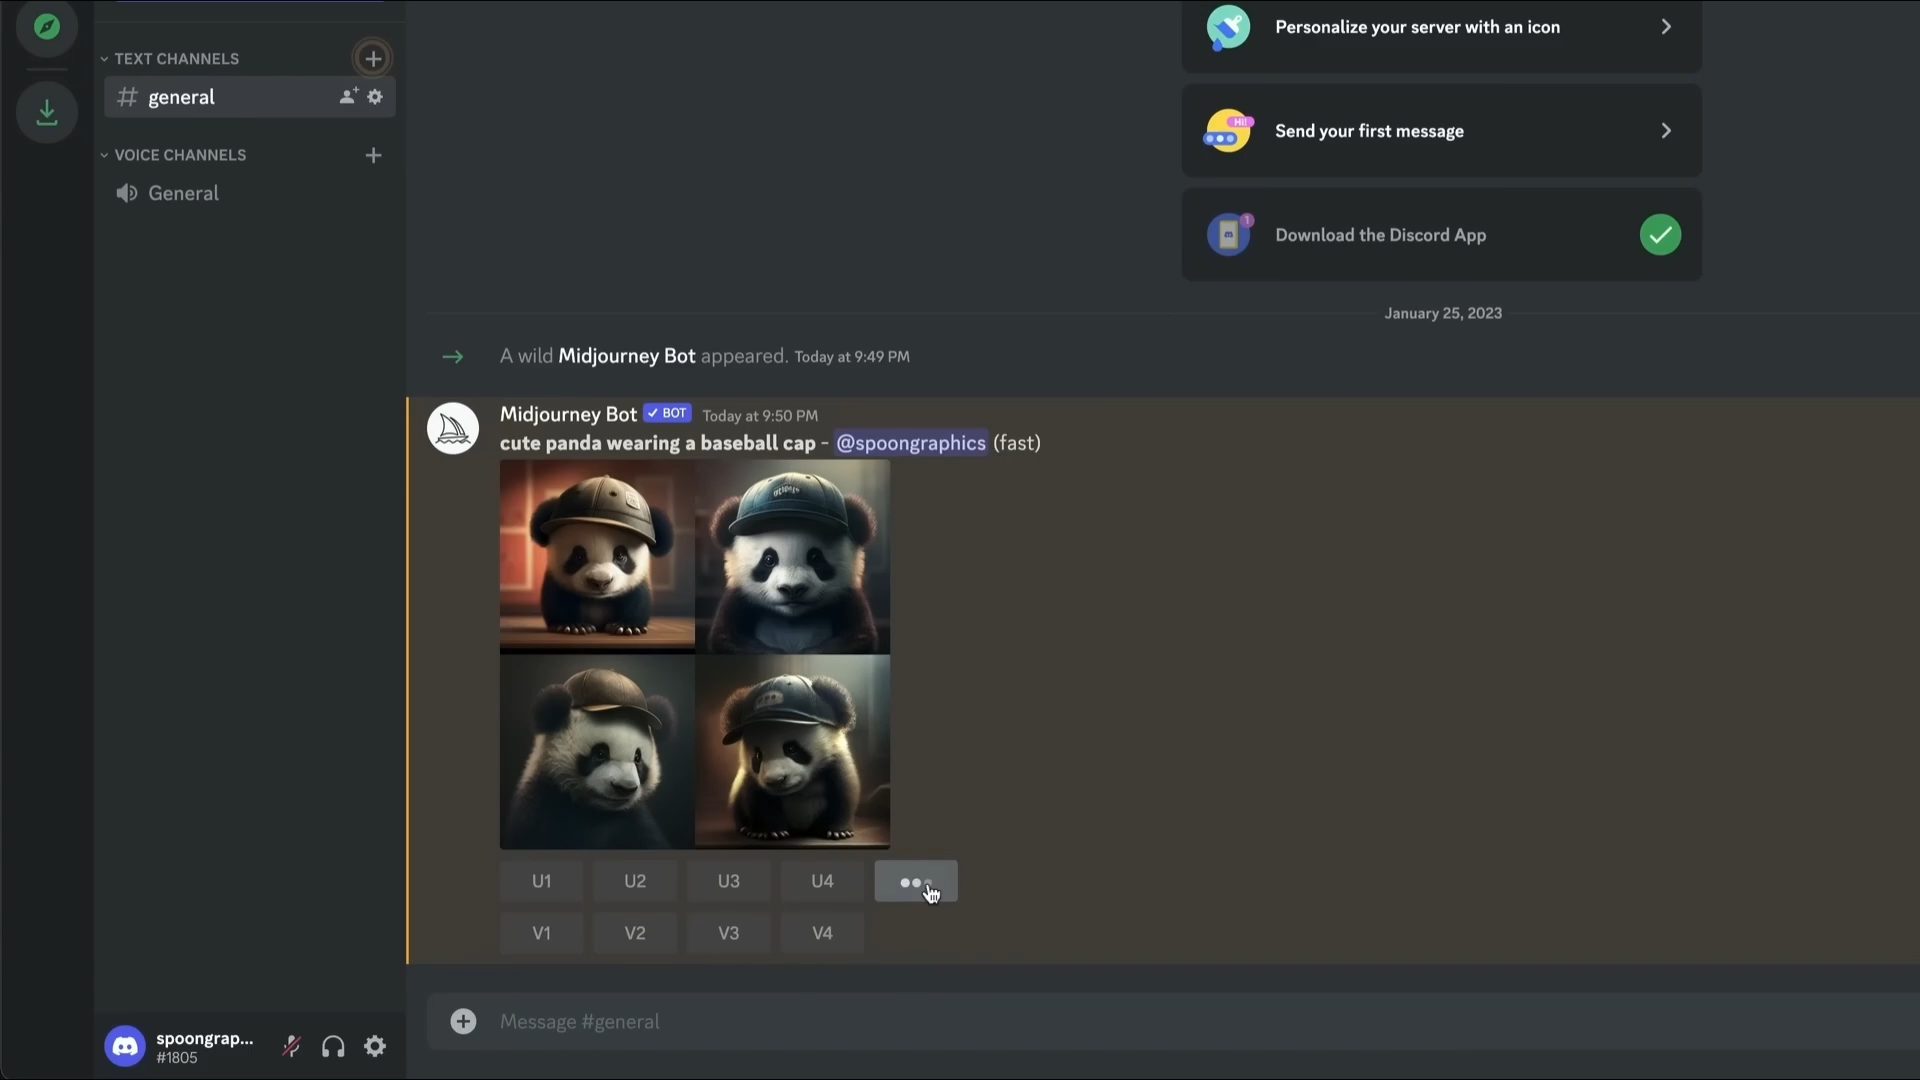 TEXT CHANNELS
general
VOICE CHANNELS
General
Personalize your server with an icon
Hi!
Send your first message
1
Download the Discord App
January 25, 2023
A wild Midjourney Bot appeared. Today at 9:49 PM
Midjourney Bot BOT Today at 9:50 PM
cute panda wearing a baseball cap - @spoongraphics (fast)
U1 U2 U3 U4
V1 V2 V3 V4
Message #general
spoongrap...
#1805